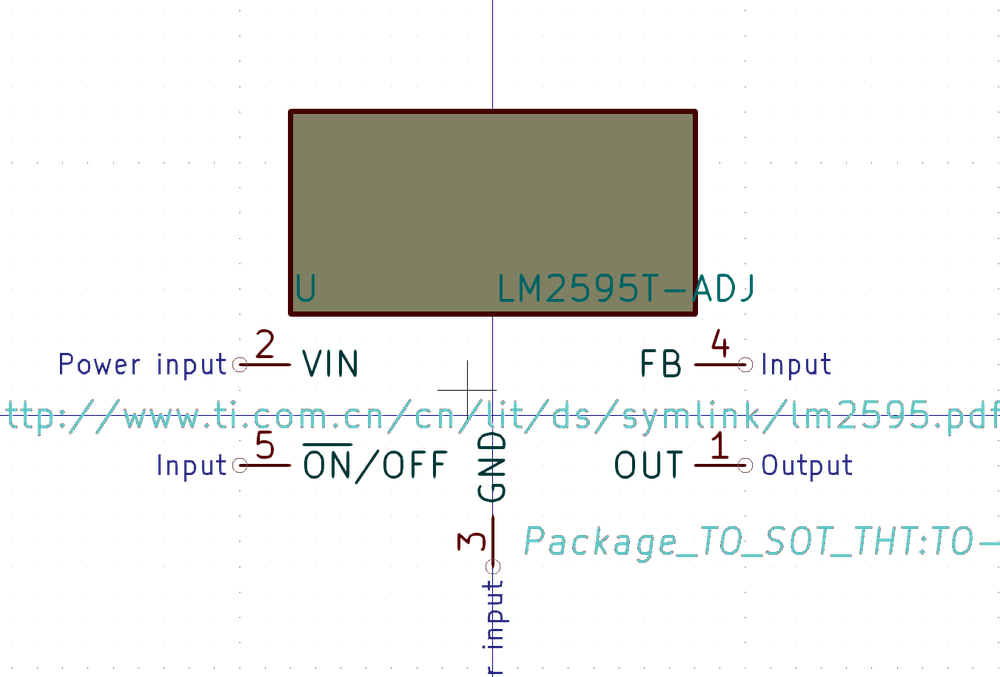 U LM2595T-ADJ
2 4
Power input VIN FB Input
ttp://www.ti.com.cn/cn/lit/ds/symlink/lm2595.pdf
5 1
Input ON/OFF GND OUT Output
3 Package_TO_SOT_THT:TO-
r input